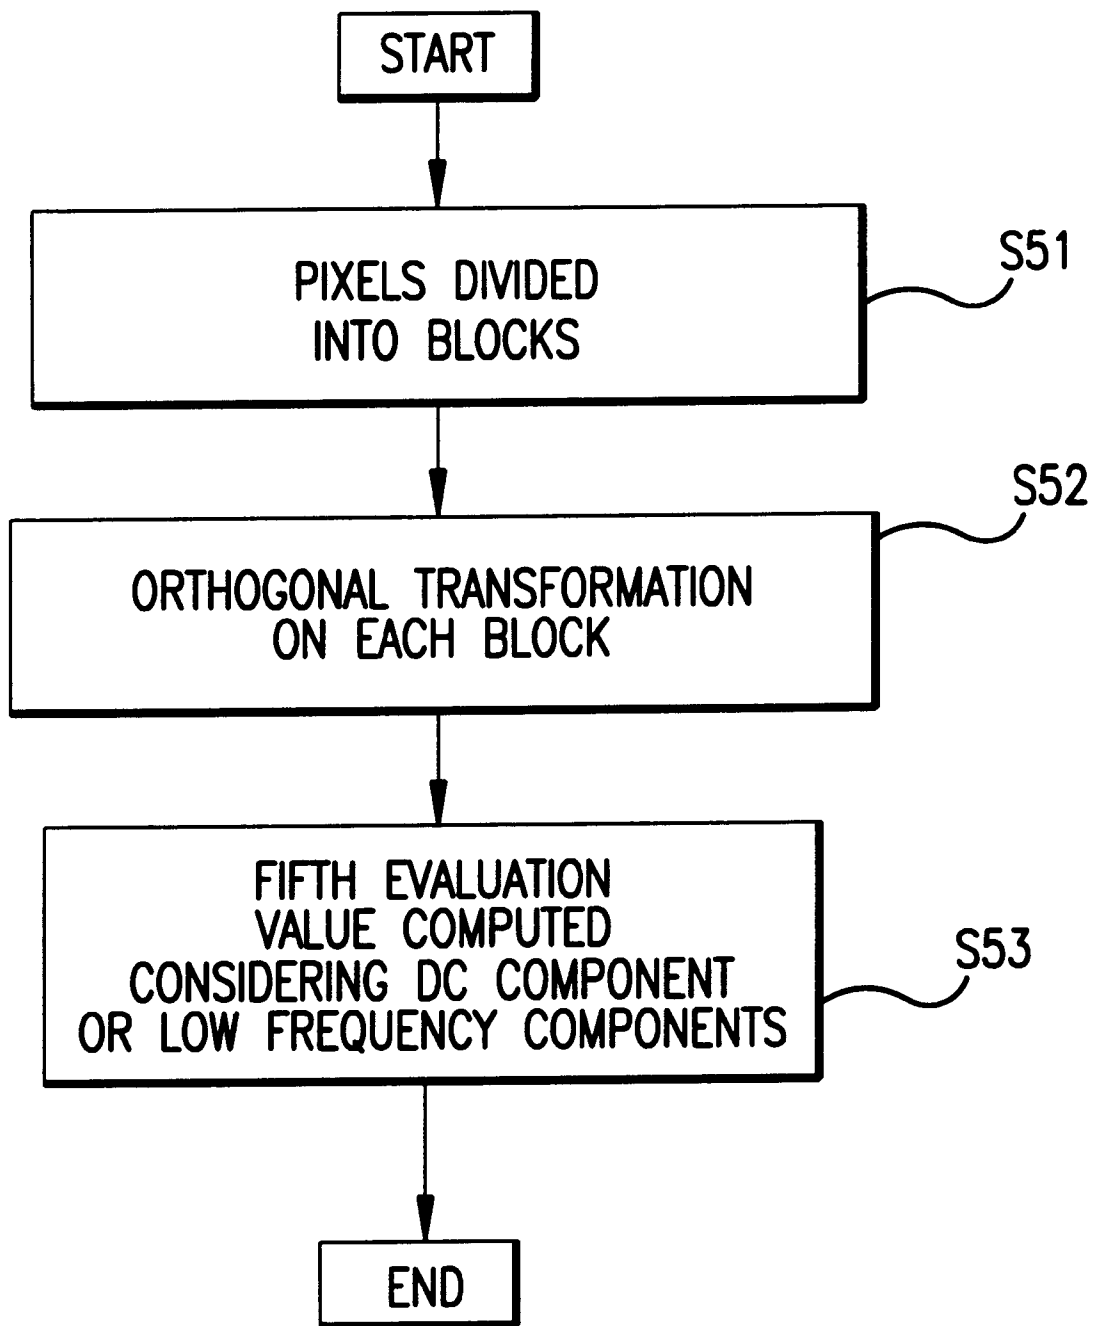 START
PIXELS DIVIDED
INTO BLOCKS
S51
ORTHOGONAL TRANSFORMATION
ON EACH BLOCK
S52
FIFTH EVALUATION
VALUE COMPUTED
CONSIDERING DC COMPONENT
OR LOW FREQUENCY COMPONENTS
S53
END